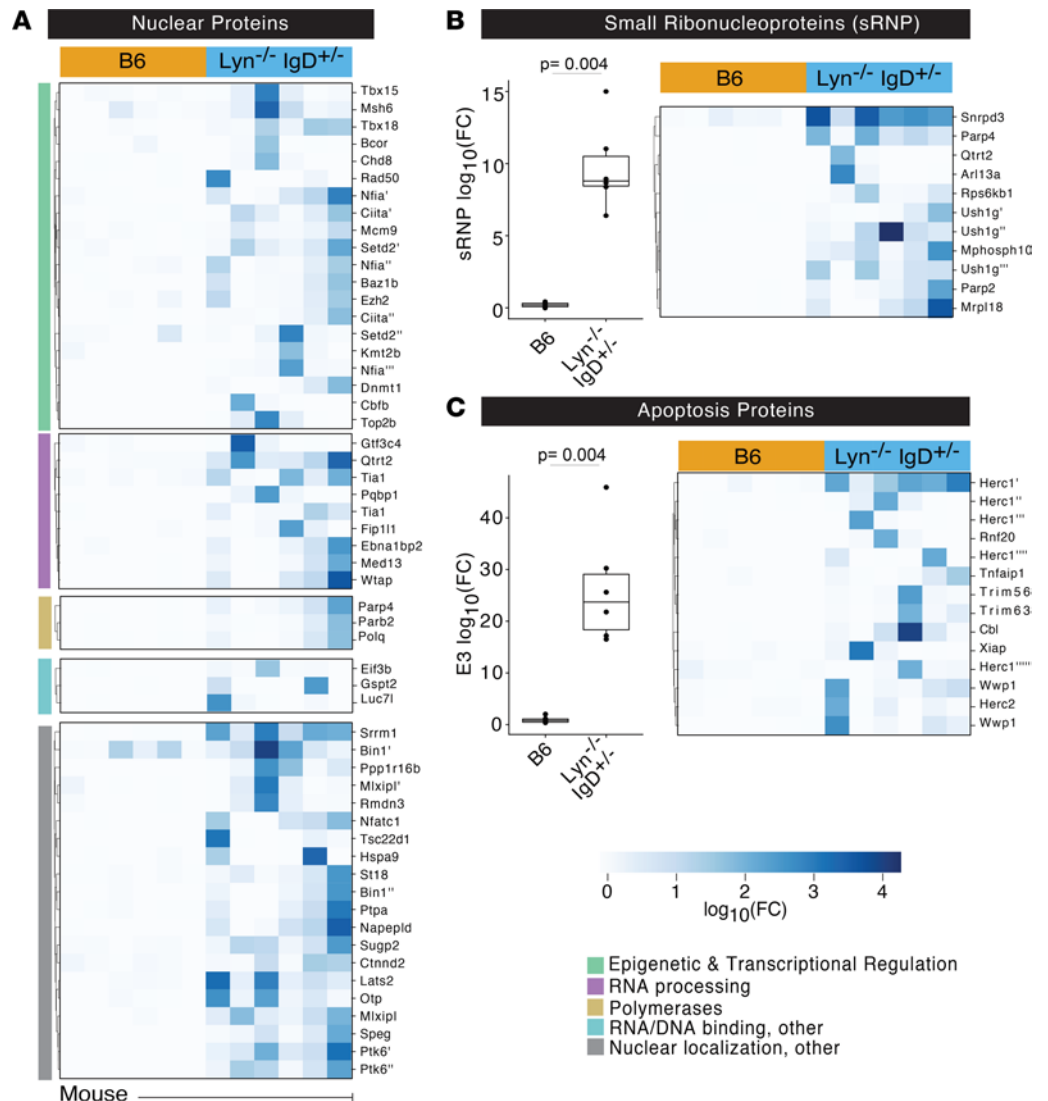 A
Nuclear Proteins
B6
Lyn-/- IgD+/-
Tbx15
Msh6
Tbx18
Bcor
Chd8
Rad50
Nfia'
Ciita'
Mcm9
Setd2'
Nfia''
Baz1b
Ezh2
Ciita''
Setd2''
Kmt2b
Nfia'''
Dnmt1
Cbfb
Top2b
Gtf3c4
Qtrt2
Tia1
Pqbp1
Tia1
Fip1l1
Ebna1bp2
Med13
Wtap
Parp4
Parb2
Polq
Eif3b
Gspt2
Luc7l
Srrm1
Bin1'
Ppp1r16b
Mlxipl'
Rmdn3
Nfatc1
Tsc22d1
Hspa9
St18
Bin1''
Ptpa
Napepld
Sugp2
Ctnnd2
Lats2
Otp
Mlxipl
Speg
Ptk6'
Ptk6''
Mouse
B
Small Ribonucleoproteins (sRNP)
p= 0.004
sRNP log10(FC)
15
10
5
0
B6
Lyn-/-
IgD+/-
B6
Lyn-/- IgD+/-
Snrpd3
Parp4
Qtrt2
Arl13a
Rps6kb1
Ush1g'
Ush1g''
Mphosph10
Ush1g'''
Parp2
Mrpl18
C
Apoptosis Proteins
p= 0.004
E3 log10(FC)
40
30
20
10
0
B6
Lyn-/-
IgD+/-
B6
Lyn-/- IgD+/-
Herc1'
Herc1''
Herc1'''
Rnf20
Herc1''''
Tnfaip1
Trim56
Trim63
Cbl
Xiap
Herc1'''''
Wwp1
Herc2
Wwp1
0 1 2 3 4
log10(FC)
Epigenetic & Transcriptional Regulation
RNA processing
Polymerases
RNA/DNA binding, other
Nuclear localization, other